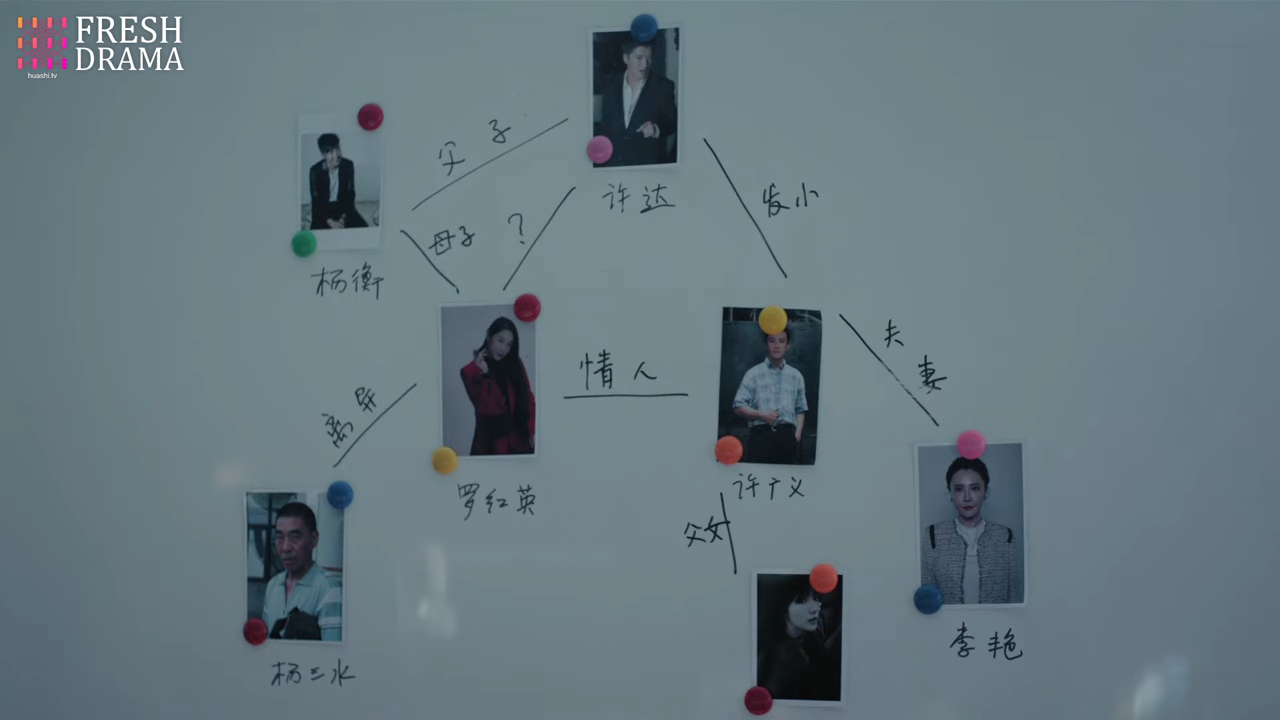 FRESH
DRAMA
huashi.tv
父子
许达
发小
母子
?
杨衡
情人
夫妻
离异
罗红英
许广义
父女
李艳
杨三水